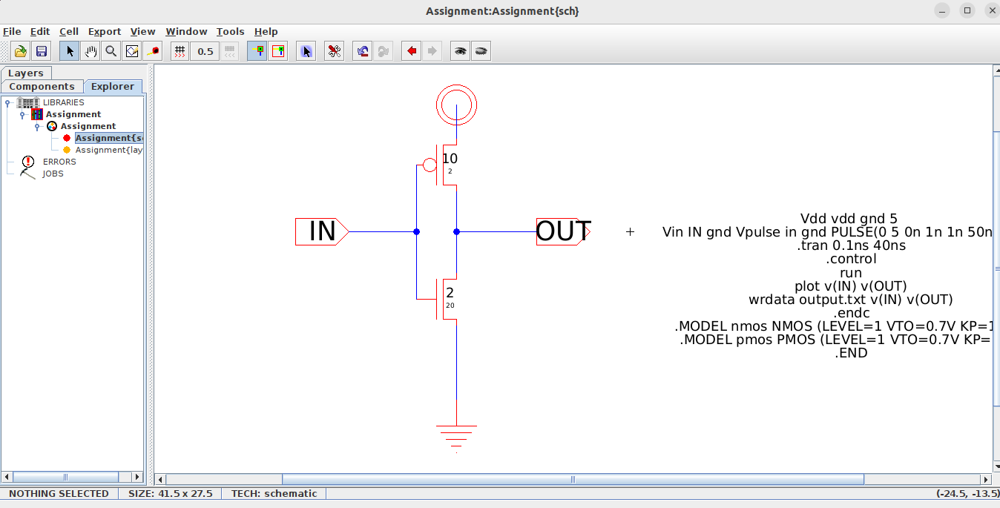 Assignment:Assignment{sch}
File Edit Cell Export View Window Tools Help
0.5
Layers
Components Explorer
LIBRARIES
Assignment
Assignment
Assignment{s
Assignment{lay
ERRORS
JOBS
10
2
IN
OUT
2
20
Vdd vdd gnd 5
Vin IN gnd Vpulse in gnd PULSE(0 5 0n 1n 1n 50n
.tran 0.1ns 40ns
.control
run
plot v(IN) v(OUT)
wrdata output.txt v(IN) v(OUT)
.endc
.MODEL nmos NMOS (LEVEL=1 VTO=0.7V KP=1
.MODEL pmos PMOS (LEVEL=1 VTO=0.7V KP=
.END
NOTHING SELECTED SIZE: 41.5 x 27.5 TECH: schematic (-24.5, -13.5)